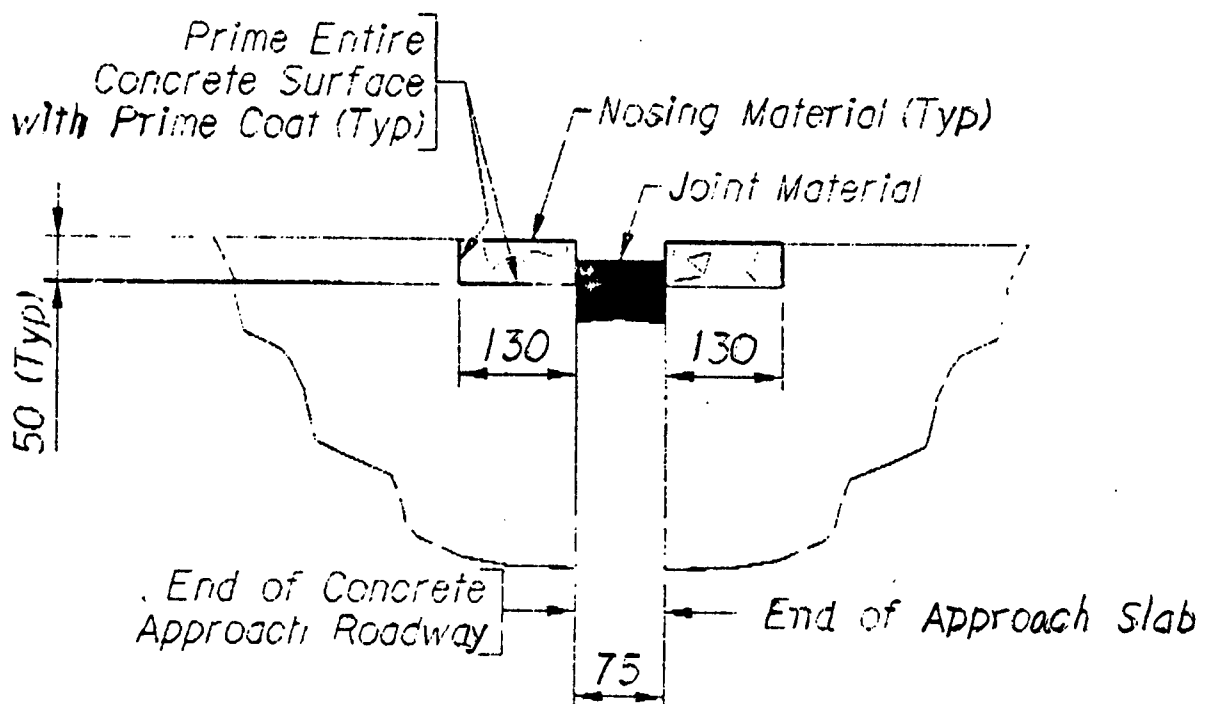 Prime Entire
Concrete Surface
with Prime Coat (Typ)
Nosing Material (Typ)
Joint Material
50 (Typ)
130
130
End of Concrete
Approach Roadway
End of Approach Slab
75